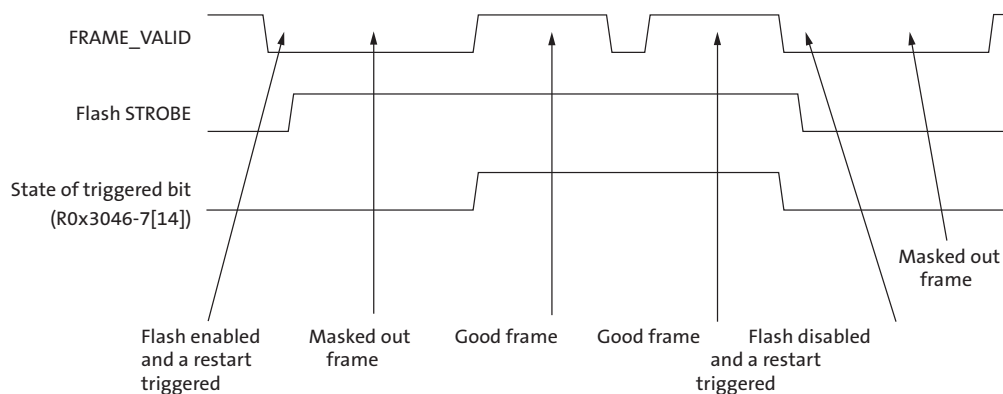 FRAME_VALID
Flash STROBE
State of triggered bit
(R0x3046-7[14])
Flash enabled
and a restart
triggered
Masked out
frame
Good frame
Good frame
Flash disabled
and a restart
triggered
Masked out
frame